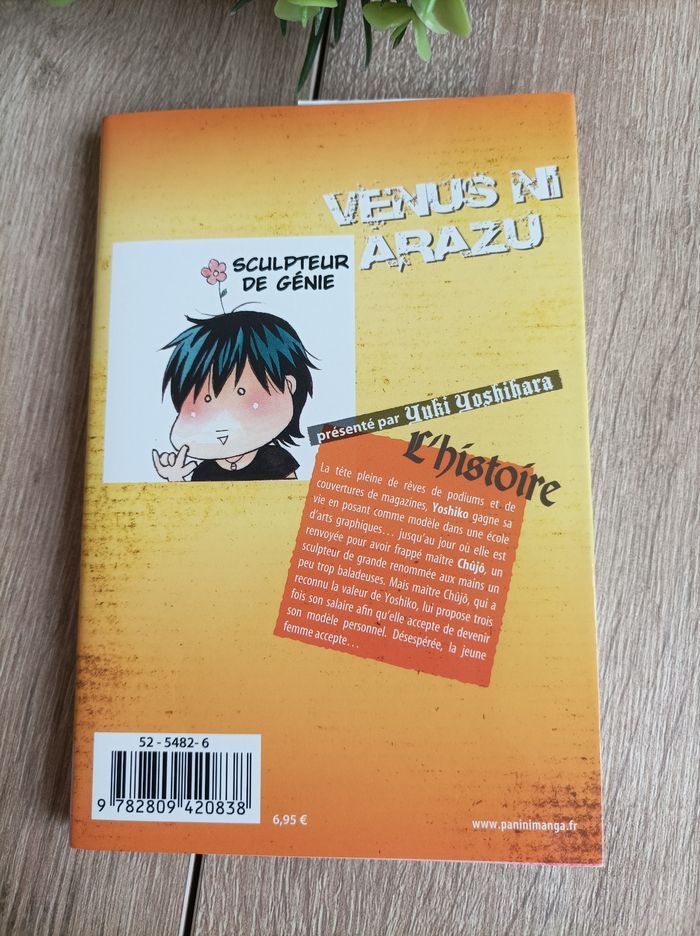 VENUS NI
ARAZU
SCULPTEUR
DE GÉNIE
présenté par Yuki Yoshihara
L'histoire
La tête pleine de rêves de podiums et de
couvertures de magazines, Yoshiko gagne sa
vie en posant comme modèle dans une école
d'arts graphiques... jusqu'au jour où elle est
renvoyée pour avoir frappé maître Chûjô, un
sculpteur de grande renommée aux mains un
peu trop baladeuses. Mais maître Chûjô, qui a
reconnu la valeur de Yoshiko, lui propose trois
fois son salaire afin qu'elle accepte de devenir
son modèle personnel. Désespérée, la jeune
femme accepte...
52 - 5482 - 6
9 782809 420838
6,95 €
www.paninimanga.fr